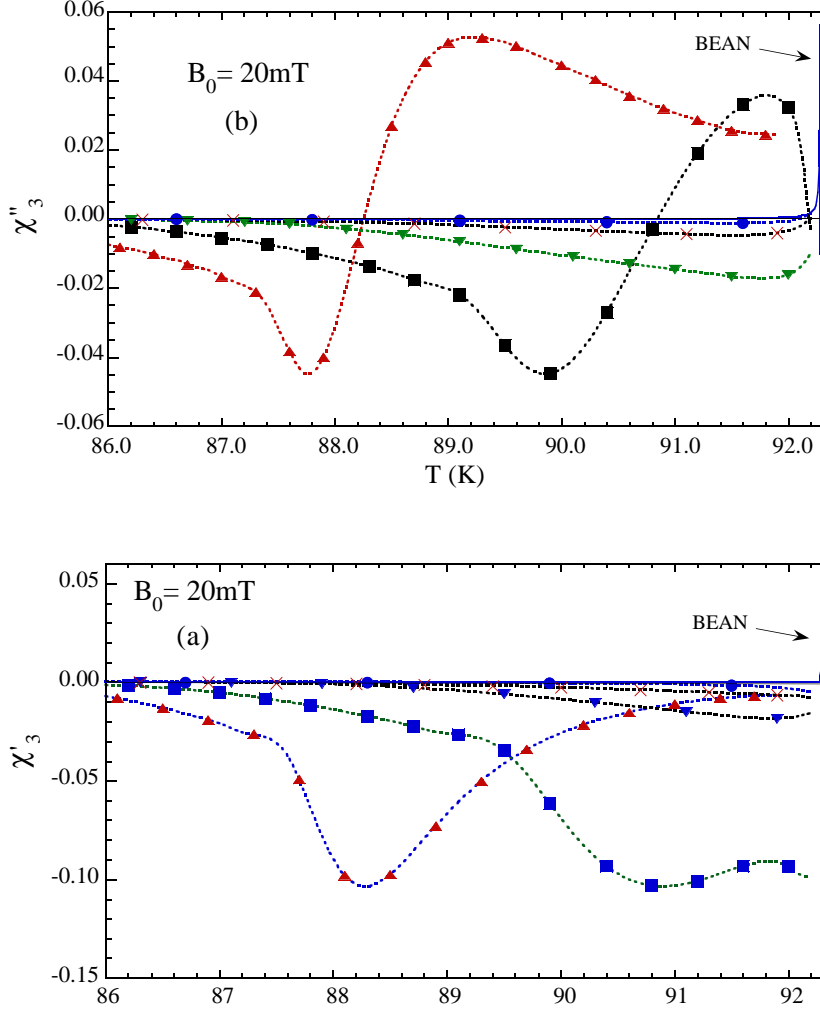 0.06
BEAN
B0= 20mT
0.04
(b)
0.02
χ''3
0.00
-0.02
-0.04
-0.06
86.0 87.0 88.0 89.0 90.0 91.0 92.0
T (K)
0.05
B0= 20mT
BEAN
(a)
0.00
χ'3
-0.05
-0.10
-0.15
86 87 88 89 90 91 92